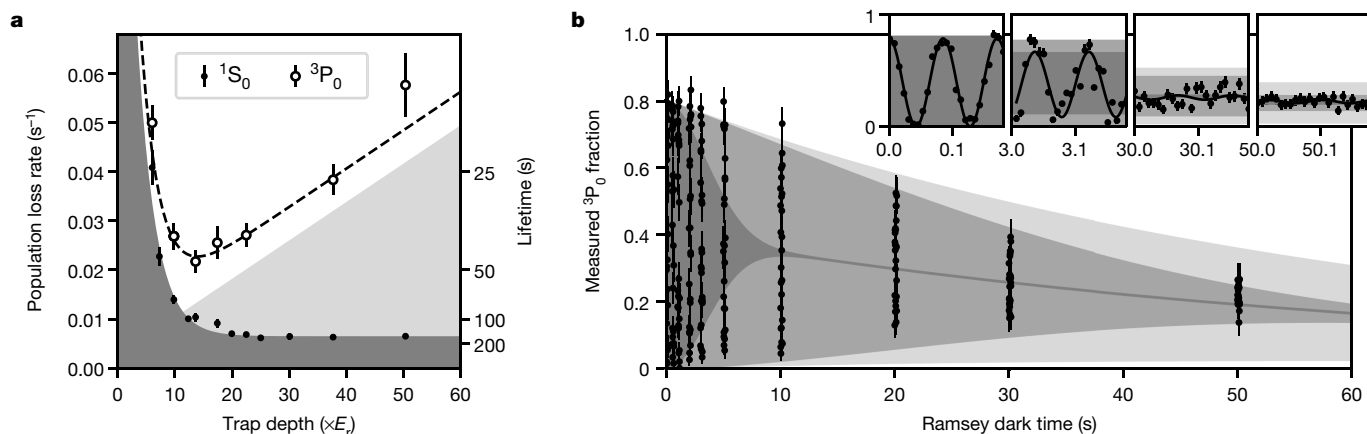 a
Population loss rate (s⁻¹)
0.06
0.05
0.04
0.03
0.02
0.01
0.00
¹S₀
³P₀
25
50
100
200
Lifetime (s)
0 10 20 30 40 50 60
Trap depth (×Eᵣ)
b
Measured ³P₀ fraction
1.0
0.8
0.6
0.4
0.2
0
1
0
0.0 0.1 3.0 3.1 30.0 30.1 50.0 50.1
0 10 20 30 40 50 60
Ramsey dark time (s)